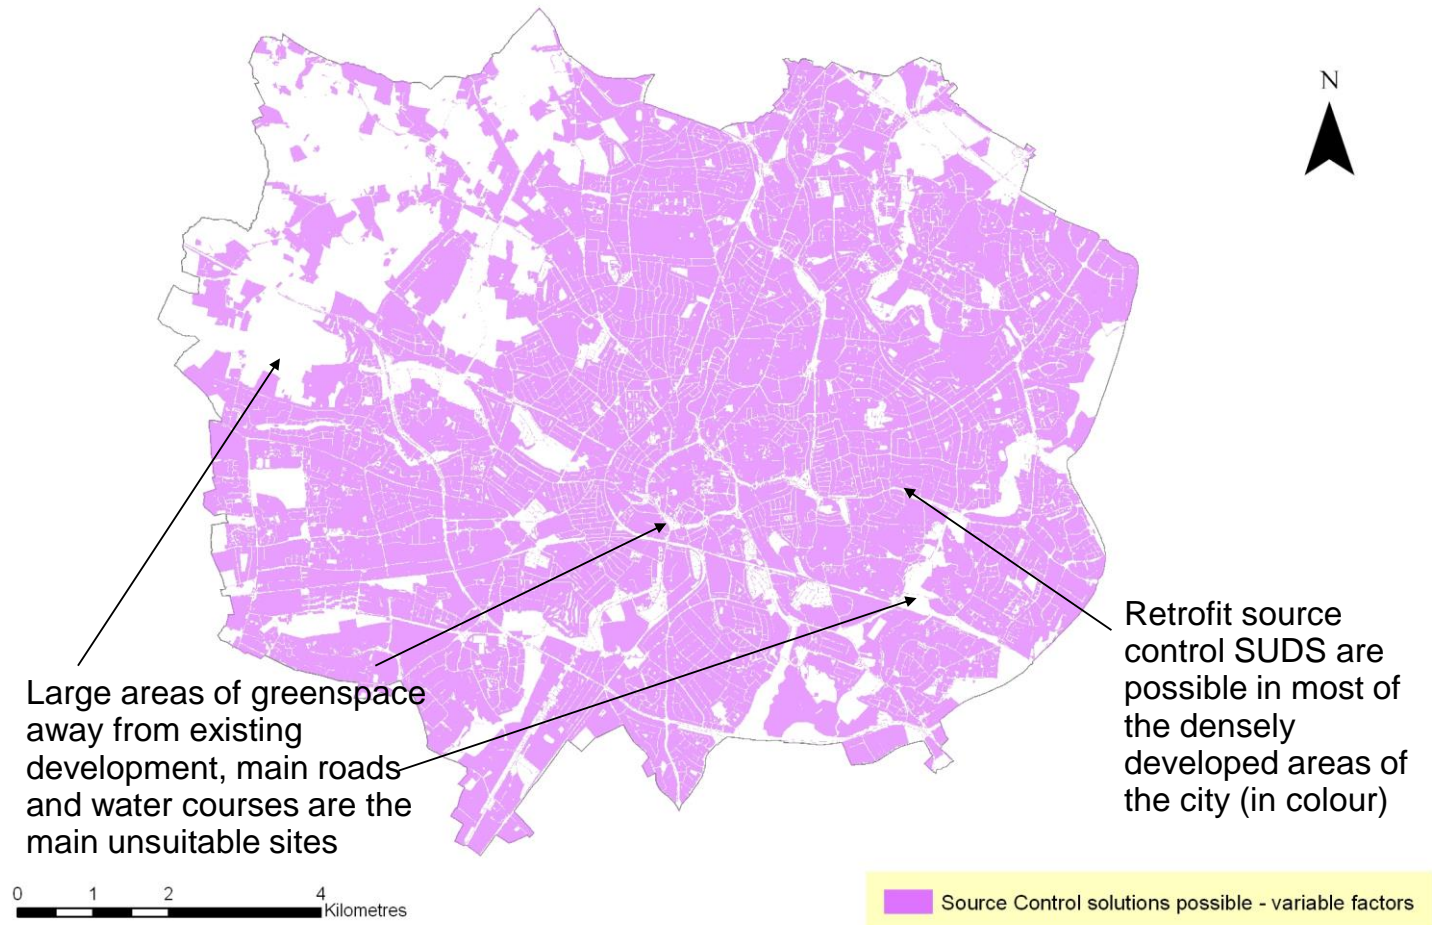 N
Large areas of greenspace
away from existing
development, main roads
and water courses are the
main unsuitable sites
Retrofit source
control SUDS are
possible in most of
the densely
developed areas of
the city (in colour)
0 1 2 4
Kilometres
Source Control solutions possible - variable factors